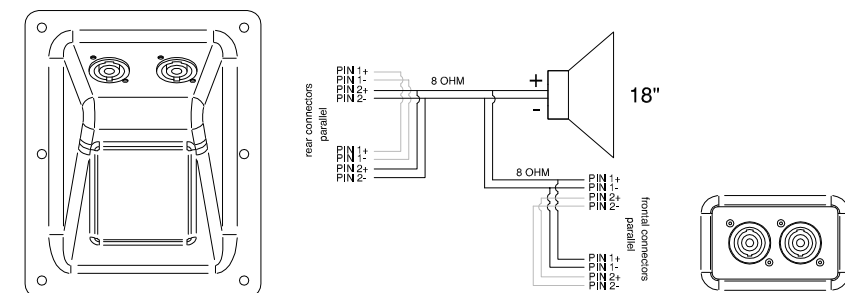 PIN 1+
PIN 1-
PIN 2+
PIN 2-
8 OHM
+
-
18"
rear connectors
parallel
PIN 1+
PIN 1-
PIN 2+
PIN 2-
8 OHM
PIN 1+
PIN 1-
PIN 2+
PIN 2-
frontal connectors
parallel
PIN 1+
PIN 1-
PIN 2+
PIN 2-